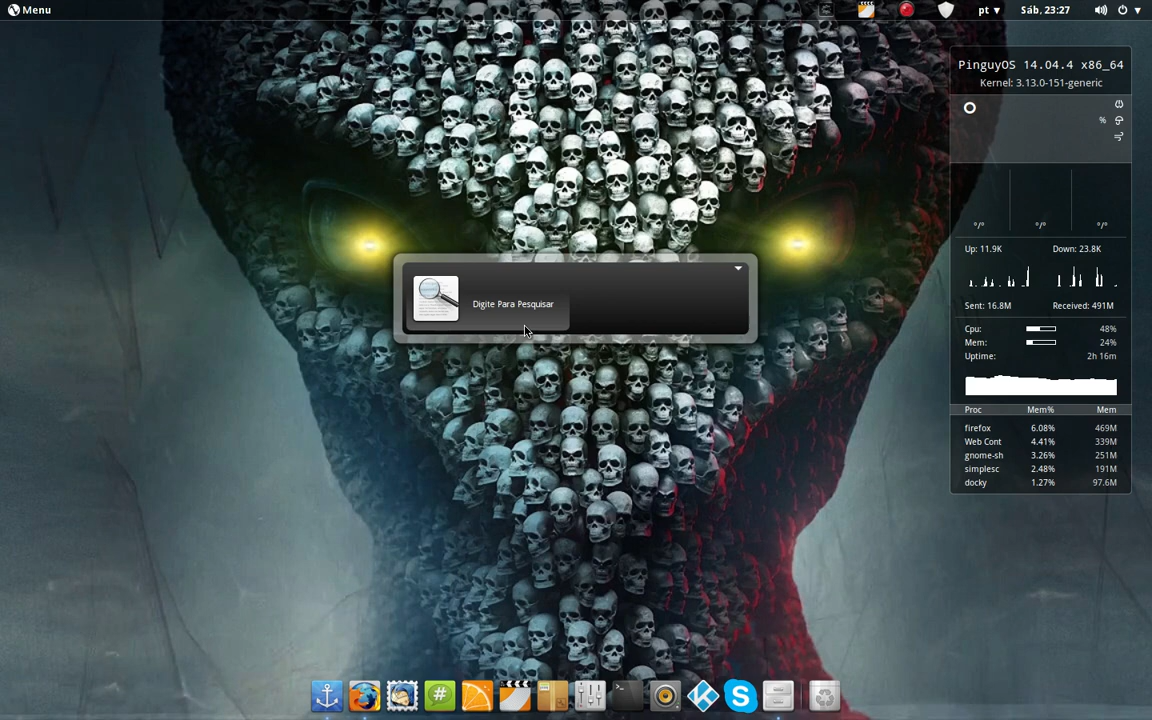 Menu
pt
Sáb, 23:27
PinguyOS 14.04.4 x86_64
Kernel: 3.13.0-151-generic
%
°/° °/° °/°
Up: 11.9K Down: 23.8K
Sent: 16.8M Received: 491M
Cpu: 48%
Mem: 24%
Uptime: 2h 16m
Proc Mem% Mem
firefox 6.08% 469M
Web Cont 4.41% 339M
gnome-sh 3.26% 251M
simplesc 2.48% 191M
docky 1.27% 97.6M
Digite Para Pesquisar